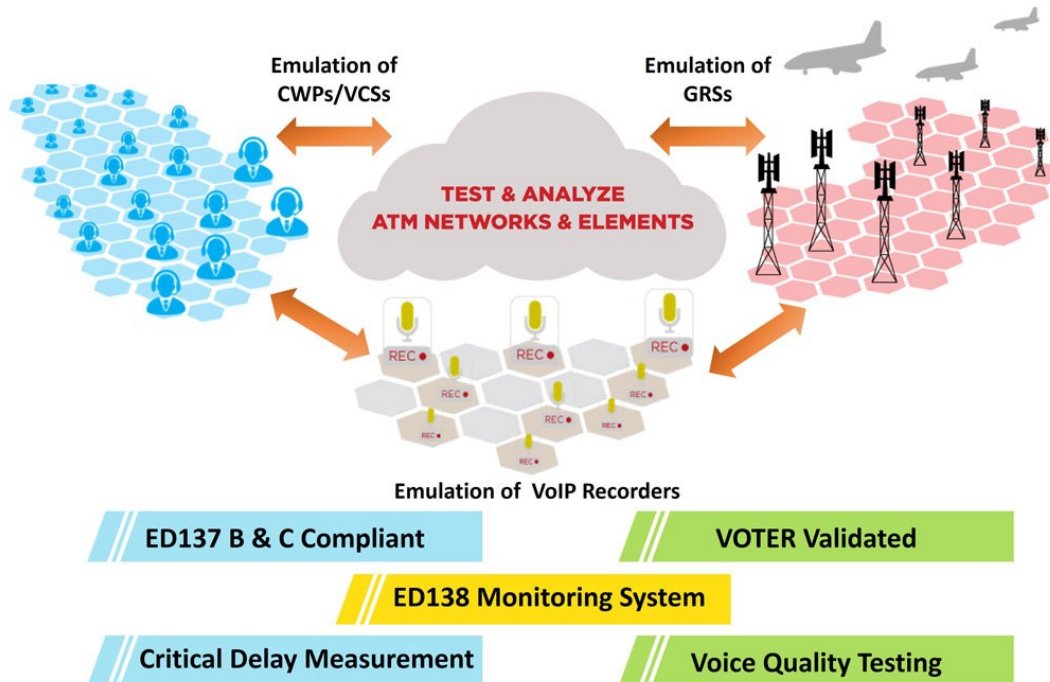 Emulation of
CWPs/VCSs
Emulation of
GRSs
TEST & ANALYZE
ATM NETWORKS & ELEMENTS
REC
REC
REC
REC
REC
REC
REC
REC
REC
Emulation of VoIP Recorders
ED137 B & C Compliant
VOTER Validated
ED138 Monitoring System
Critical Delay Measurement
Voice Quality Testing